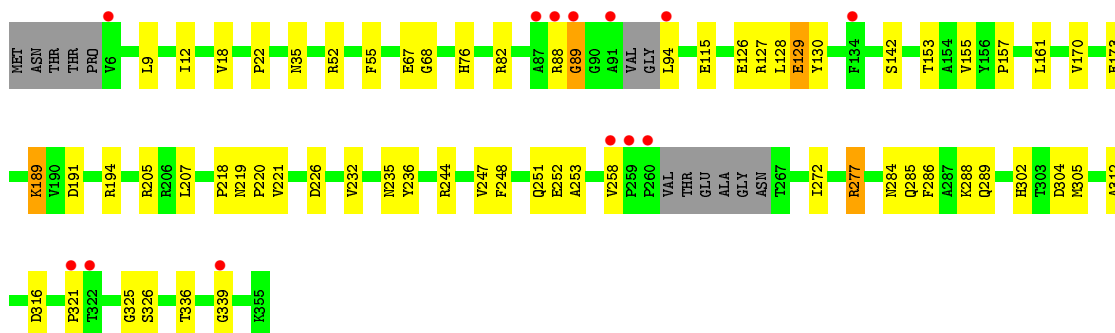 MET ASN THR THR PRO V6 L9 I12 V18 P22 N35 R52 F55 E67 G68 H76 R82 A87 R88 G89 G90 A91 VAL GLY L94 E115 E126 R127 L128 E129 Y130 F134 S142 T153 A154 V155 Y156 P157 L161 V170
K189 V190 D191 R194 R205 R206 L207 P218 N219 P220 V221 D226 V232 N235 Y236 R244 V247 F248 Q251 E252 A253 V258 P259 P260 VAL THR GLU ALA GLY ASN T267 I272 R277 N284 Q285 F286 A287 K288 Q289 H302 T303 D304 M305 A312
D316 P321 T322 G325 S326 T336 G339 K355